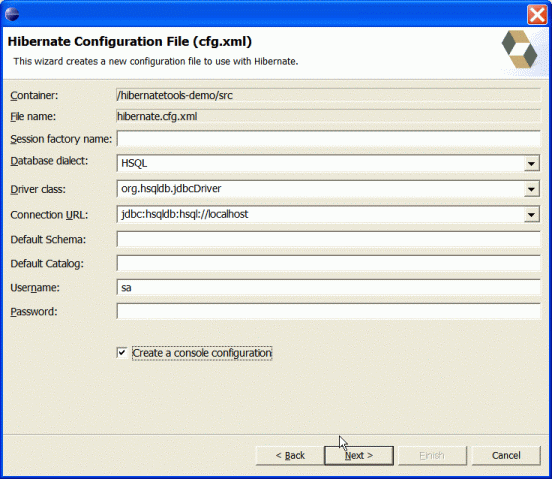 Hibernate Configuration File (cfg.xml)
This wizard creates a new configuration file to use with Hibernate.
Container: /hibernatetools-demo/src
File name: hibernate.cfg.xml
Session factory name:
Database dialect: HSQL
Driver class: org.hsqldb.jdbcDriver
Connection URL: jdbc:hsqldb:hsql://localhost
Default Schema:
Default Catalog:
Username: sa
Password:
Create a console configuration
< Back Next > Finish Cancel